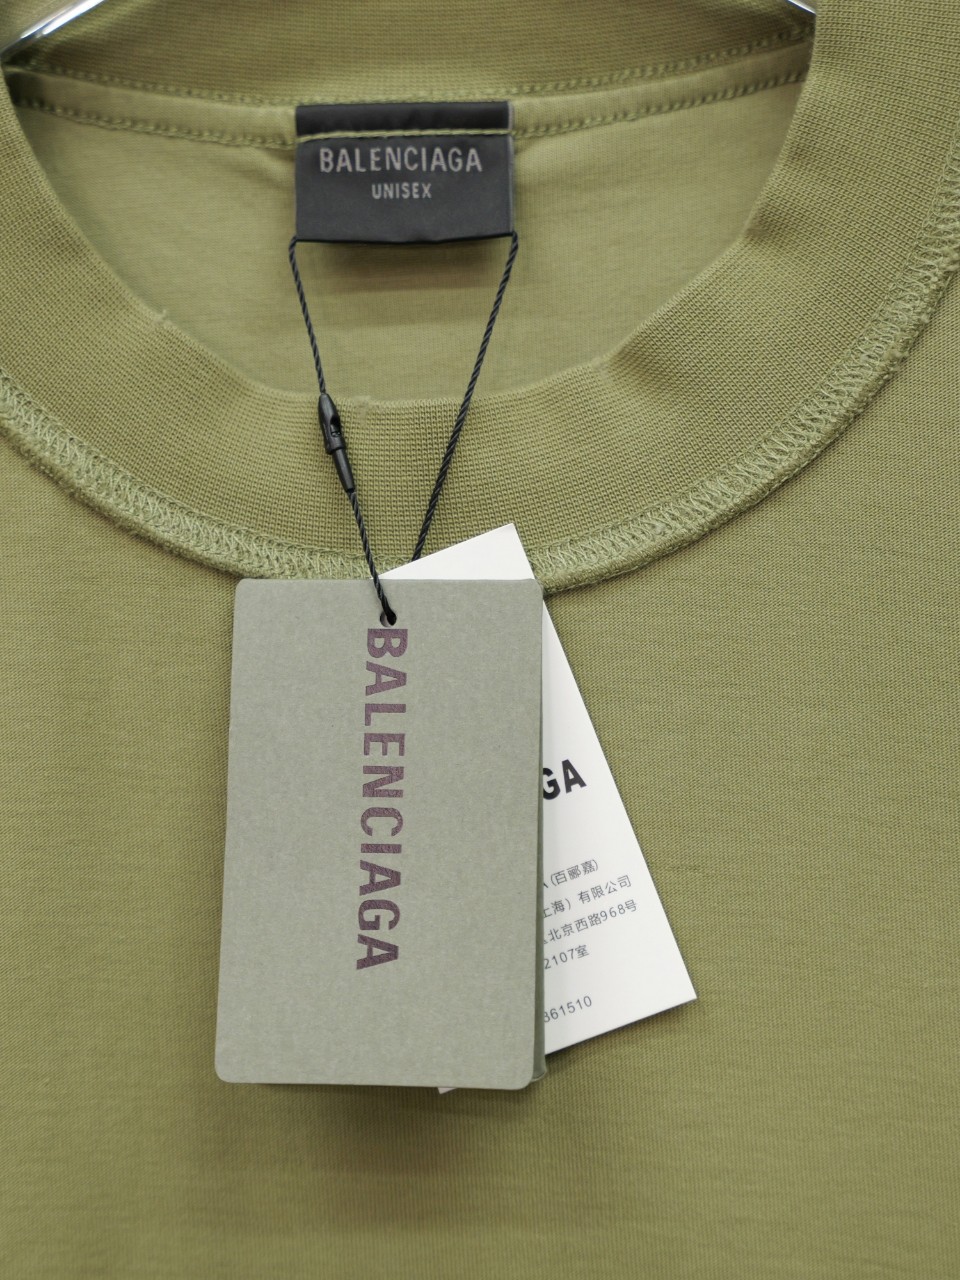 BALENCIAGA
UNISEX
BALENCIAGA
GA
(百郦嘉)
上海）有限公司
北京西路968号
2107室
361510